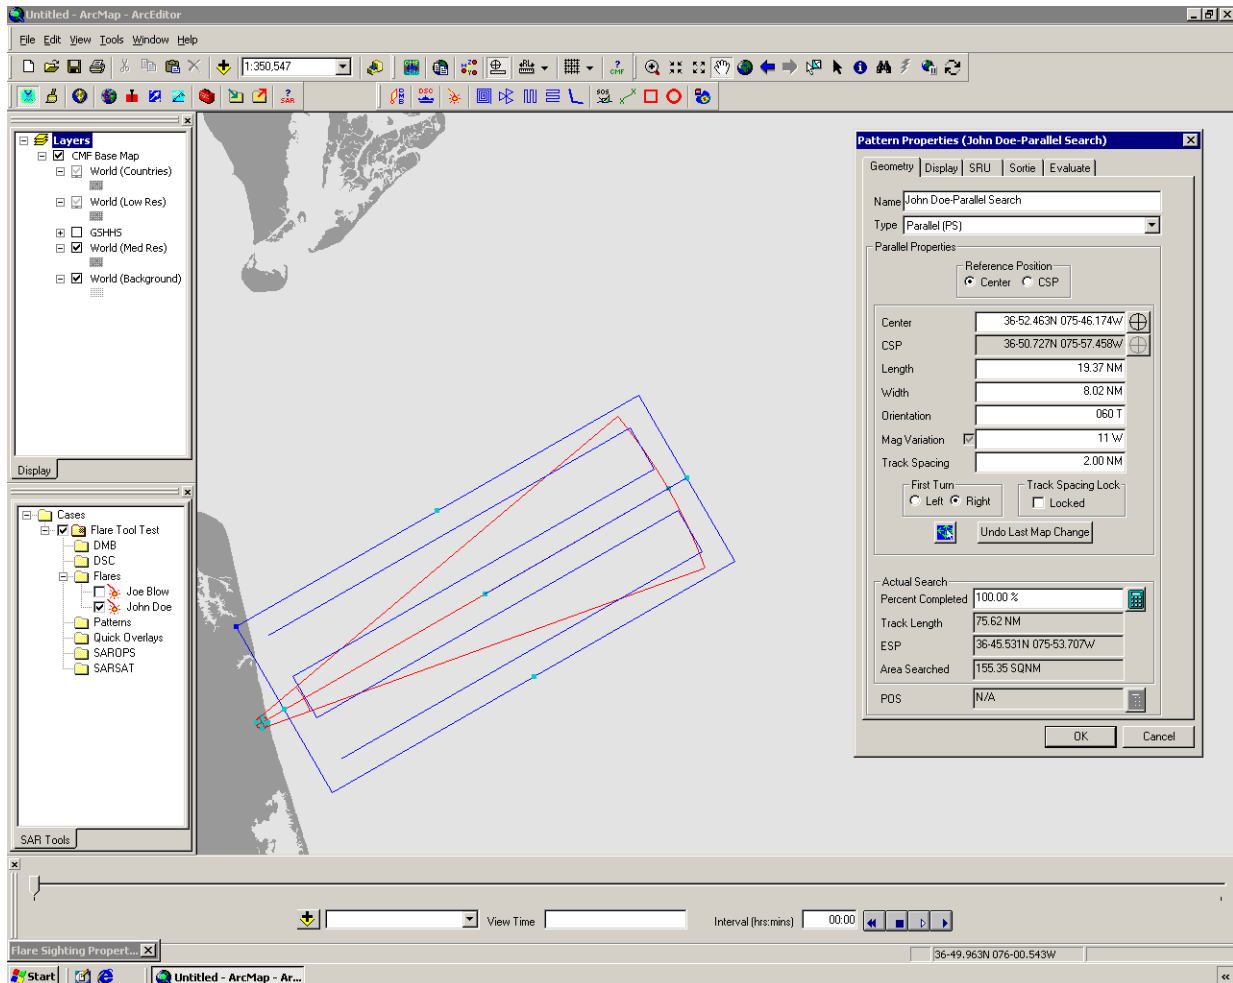 Untitled - ArcMap - ArcEditor
File Edit View Tools Window Help
1:350,547
? CMF
DMB DSC SOS
? SAR
Layers
CMF Base Map
World (Countries)
World (Low Res)
GSHHS
World (Med Res)
World (Background)
Display
Cases
Flare Tool Test
DMB
DSC
Flares
Joe Blow
John Doe
Patterns
Quick Overlays
SAROPS
SARSAT
SAR Tools
Pattern Properties (John Doe-Parallel Search)
Geometry Display SRU Sortie Evaluate
Name John Doe-Parallel Search
Type Parallel (PS)
Parallel Properties
Reference Position
Center CSP
Center 36-52.463N 075-46.174W
CSP 36-50.727N 075-57.458W
Length 19.37 NM
Width 8.02 NM
Orientation 060 T
Mag Variation 11 W
Track Spacing 2.00 NM
First Turn Track Spacing Lock
Left Right Locked
Undo Last Map Change
Actual Search
Percent Completed 100.00 %
Track Length 75.62 NM
ESP 36-45.531N 075-53.707W
Area Searched 155.35 SQNM
POS N/A
OK Cancel
View Time Interval (hrs:mins) 00:00
Flare Sighting Propert...
36-49.963N 076-00.543W
Start Untitled - ArcMap - Ar...